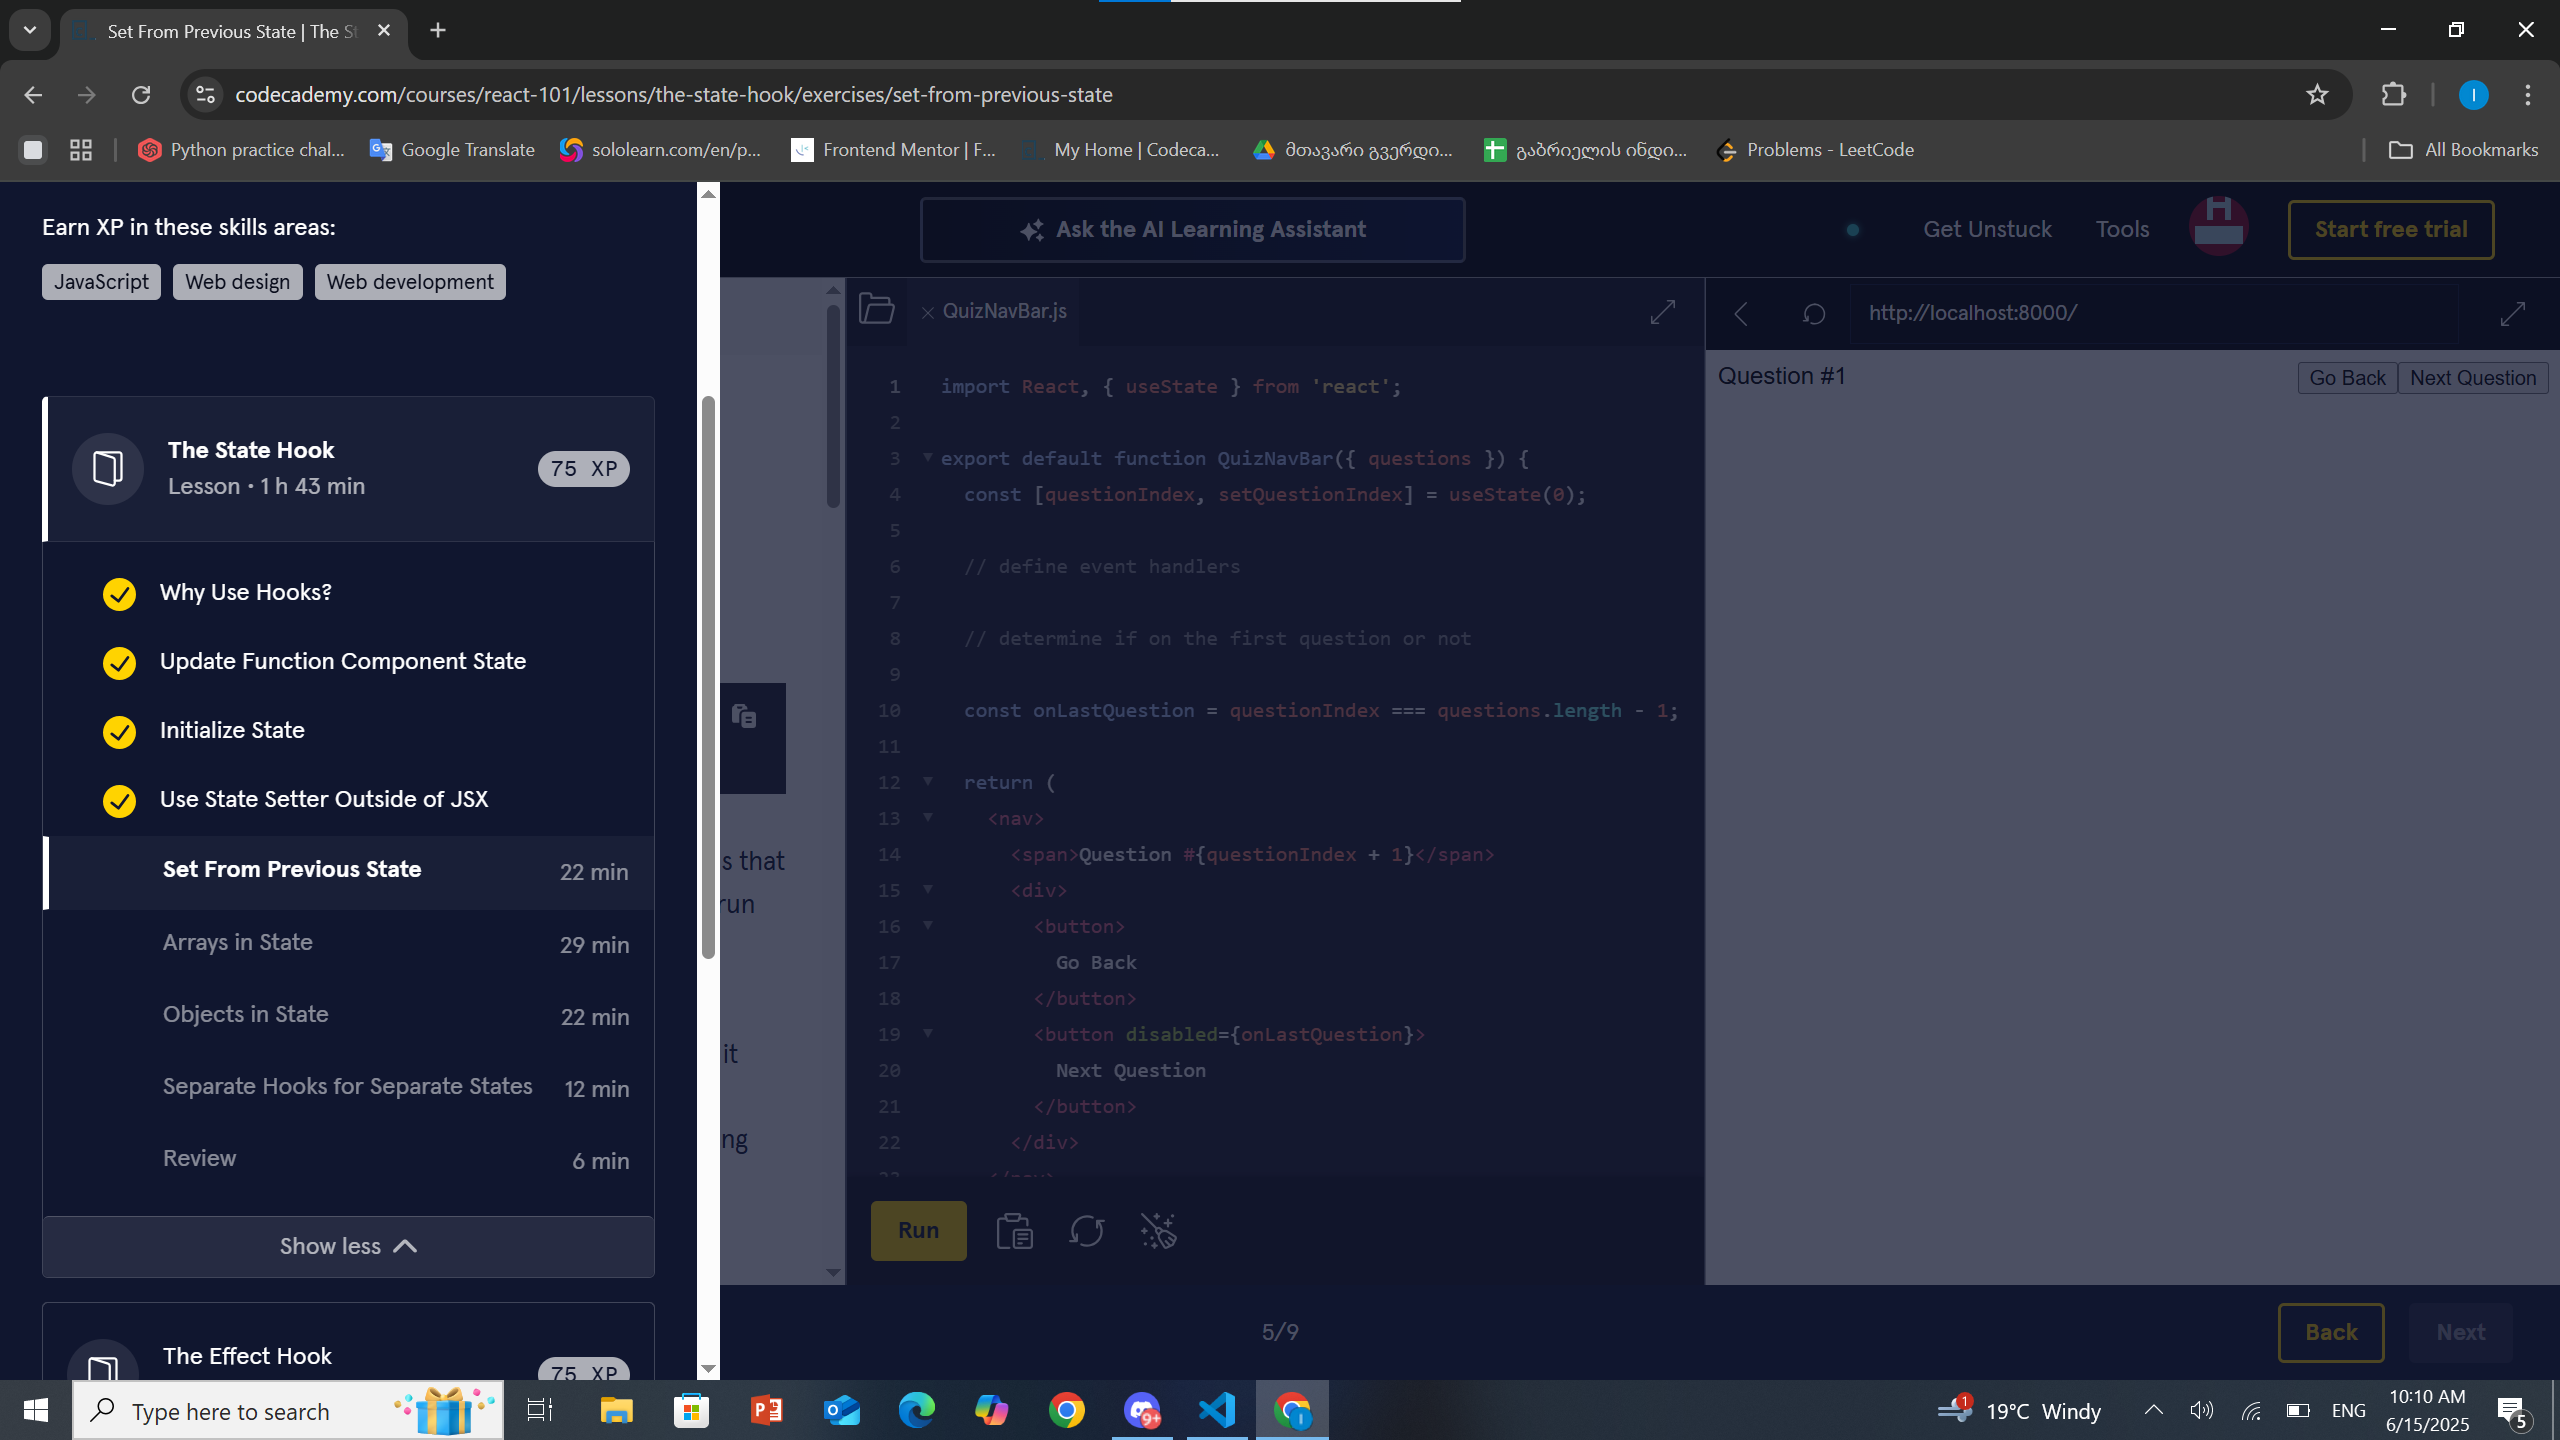 Set From Previous State | The St
codecademy.com/courses/react-101/lessons/the-state-hook/exercises/set-from-previous-state
I
Python practice chal...
Google Translate
sololearn.com/en/p...
Frontend Mentor | F...
My Home | Codeca...
მთავარი გვერდი...
გაბრიელის ინდი...
Problems - LeetCode
All Bookmarks
Earn XP in these skills areas:
JavaScript
Web design
Web development
Ask the AI Learning Assistant
Get Unstuck
Tools
Start free trial
The State Hook
Lesson • 1 h 43 min
75 XP
Why Use Hooks?
Update Function Component State
Initialize State
Use State Setter Outside of JSX
Set From Previous State
22 min
Arrays in State
29 min
Objects in State
22 min
Separate Hooks for Separate States
12 min
Review
6 min
Show less
The Effect Hook
75 XP
s that
run
it
ng
QuizNavBar.js
1 import React, { useState } from 'react';
2
3 export default function QuizNavBar({ questions }) {
4 const [questionIndex, setQuestionIndex] = useState(0);
5
6 // define event handlers
7
8 // determine if on the first question or not
9
10 const onLastQuestion = questionIndex === questions.length - 1;
11
12 return (
13 <nav>
14 <span>Question #{questionIndex + 1}</span>
15 <div>
16 <button>
17 Go Back
18 </button>
19 <button disabled={onLastQuestion}>
20 Next Question
21 </button>
22 </div>
23 </nav>
Run
http://localhost:8000/
Question #1
Go Back
Next Question
5/9
Back
Next
Type here to search
9+
1
19°C Windy
ENG
10:10 AM
6/15/2025
5